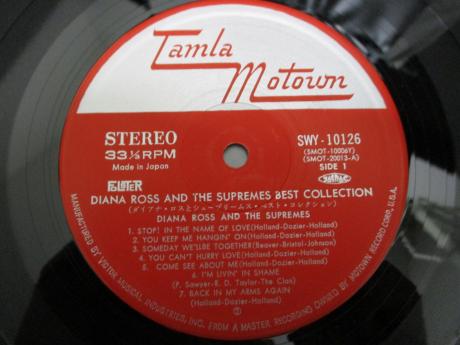 Tamla
Motown
STEREO
33⅓RPM
Made in Japan
SWY-10126
(SMOT-10006Y)
(SMOT-20013-A)
SIDE 1
DIANA ROSS AND THE SUPREMES BEST COLLECTION
(ダイアナ・ロスとシュープリームス・ベスト・コレクション)
DIANA ROSS AND THE SUPREMES
1. STOP! IN THE NAME OF LOVE(Holland-Dozier-Holland)
2. YOU KEEP ME HANGIN' ON(Holland-Dozier-Holland)
3. SOMEDAY WE'LLBE TOGETHER(Beaver-Bristol-Johnson)
4. YOU CAN'T HURRY LOVE(Holland-Dozier-Holland)
5. COME SEE ABOUT ME(Holland-Dozier-Holland)
6. I'M LIVIN' IN SHAME
(P. Sawyer-R. D. Taylor-The Clan)
7. BACK IN MY ARMS AGAIN
(Holland-Dozier-Holland)
MANUFACTURED BY VICTOR MUSICAL INDUSTRIES, INC. FROM A MASTER RECORDING OWNED BY MOTOWN RECORD CORP. U.S.A.